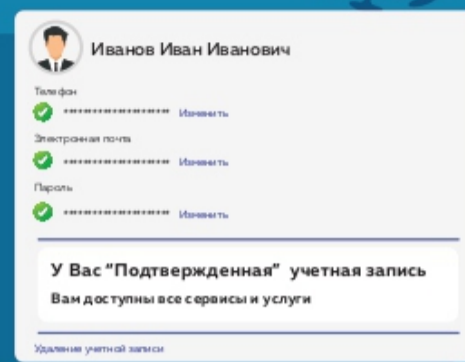 Иванов Иван Иванович
Телефон
********************* Изменить
Электронная почта
********************* Изменить
Пароль
********************* Изменить
У Вас "Подтвержденная" учетная запись
Вам доступны все сервисы и услуги
Удаление учетной записи